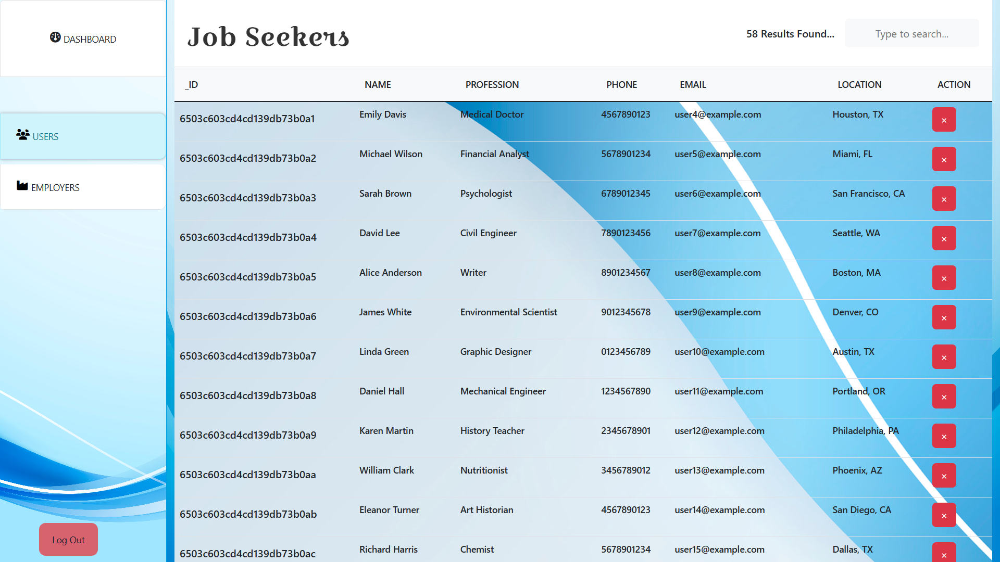 DASHBOARD
USERS
EMPLOYERS
Log Out
Job Seekers
58 Results Found...
Type to search...
_ID NAME PROFESSION PHONE EMAIL LOCATION ACTION
6503c603cd4cd139db73b0a1 Emily Davis Medical Doctor 4567890123 user4@example.com Houston, TX ×
6503c603cd4cd139db73b0a2 Michael Wilson Financial Analyst 5678901234 user5@example.com Miami, FL ×
6503c603cd4cd139db73b0a3 Sarah Brown Psychologist 6789012345 user6@example.com San Francisco, CA ×
6503c603cd4cd139db73b0a4 David Lee Civil Engineer 7890123456 user7@example.com Seattle, WA ×
6503c603cd4cd139db73b0a5 Alice Anderson Writer 8901234567 user8@example.com Boston, MA ×
6503c603cd4cd139db73b0a6 James White Environmental Scientist 9012345678 user9@example.com Denver, CO ×
6503c603cd4cd139db73b0a7 Linda Green Graphic Designer 0123456789 user10@example.com Austin, TX ×
6503c603cd4cd139db73b0a8 Daniel Hall Mechanical Engineer 1234567890 user11@example.com Portland, OR ×
6503c603cd4cd139db73b0a9 Karen Martin History Teacher 2345678901 user12@example.com Philadelphia, PA ×
6503c603cd4cd139db73b0aa William Clark Nutritionist 3456789012 user13@example.com Phoenix, AZ ×
6503c603cd4cd139db73b0ab Eleanor Turner Art Historian 4567890123 user14@example.com San Diego, CA ×
6503c603cd4cd139db73b0ac Richard Harris Chemist 5678901234 user15@example.com Dallas, TX ×